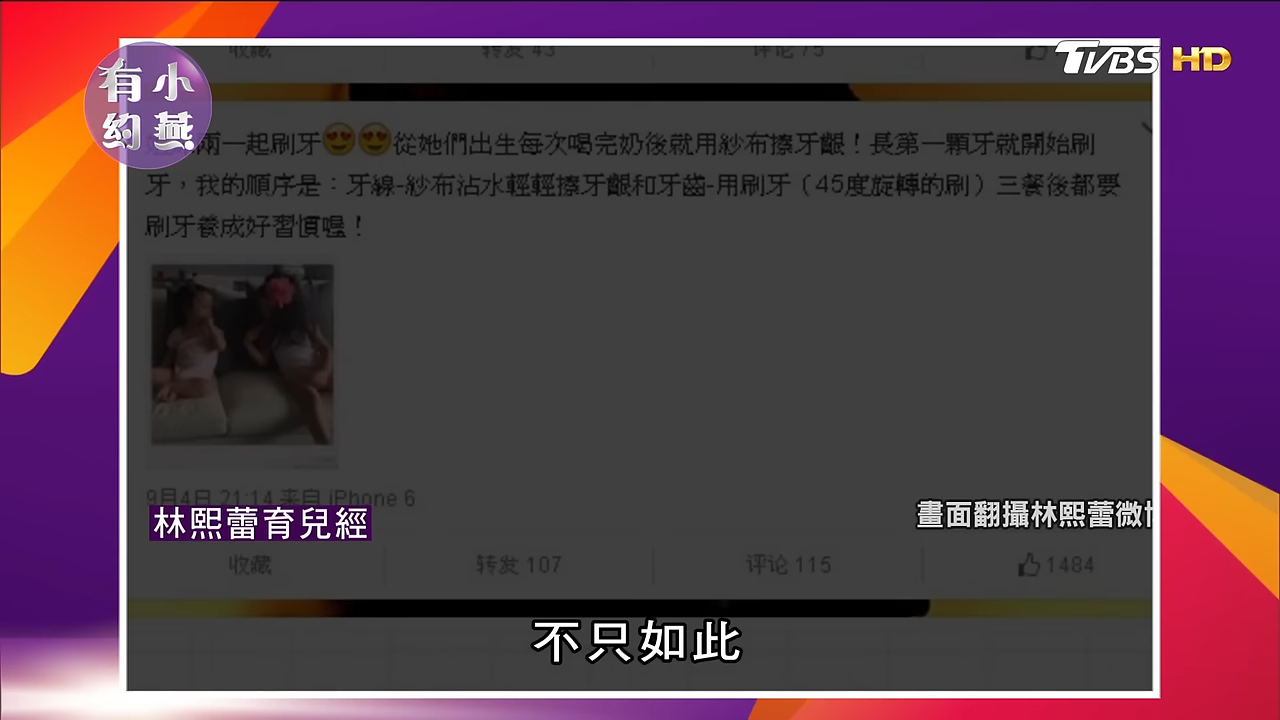 收藏
转发 43
评论 75
TVBS HD
小燕
有約
兩一起刷牙😍😍從她們出生每次喝完奶後就用紗布擦牙齦！長第一顆牙就開始刷
牙，我的順序是：牙線-紗布沾水輕輕擦牙齦和牙齒-用刷牙（45度旋轉的刷）三餐後都要
刷牙養成好習慣喔！
9月4日 21:14 来自 iPhone 6
林熙蕾育兒經
畫面翻攝林熙蕾微
收藏
转发 107
评论 115
1484
不只如此